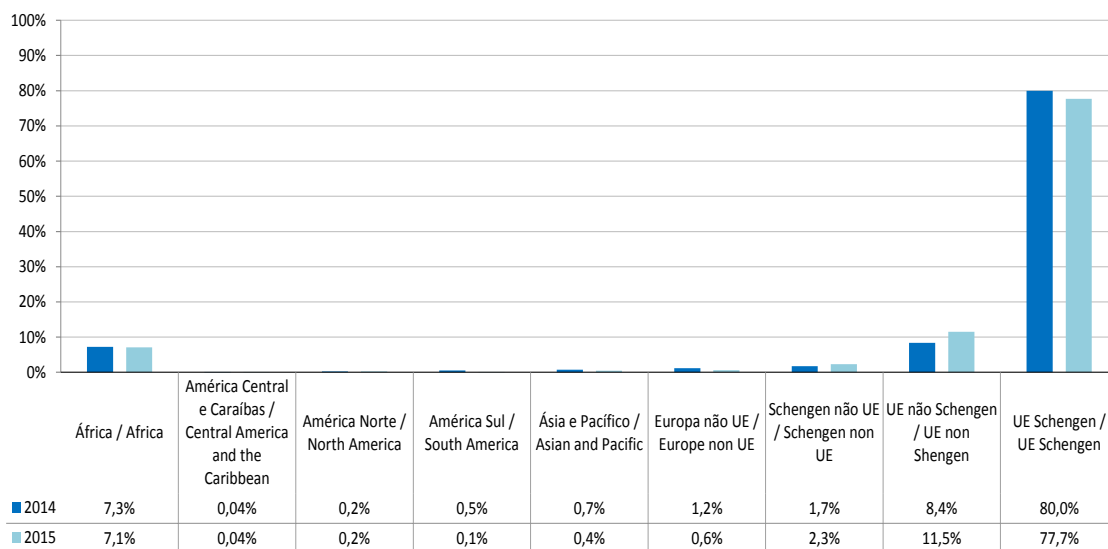 100%
90%
80%
70%
60%
50%
40%
30%
20%
10%
0%
África / Africa
América Central
e Caraíbas /
Central America
and the
Caribbean
América Norte /
North America
América Sul /
South America
Ásia e Pacífico /
Asian and Pacific
Europa não UE /
Europe non UE
Schengen não UE
/ Schengen non
UE
UE não Schengen
/ UE non
Shengen
UE Schengen /
UE Schengen
2014 7,3% 0,04% 0,2% 0,5% 0,7% 1,2% 1,7% 8,4% 80,0%
2015 7,1% 0,04% 0,2% 0,1% 0,4% 0,6% 2,3% 11,5% 77,7%